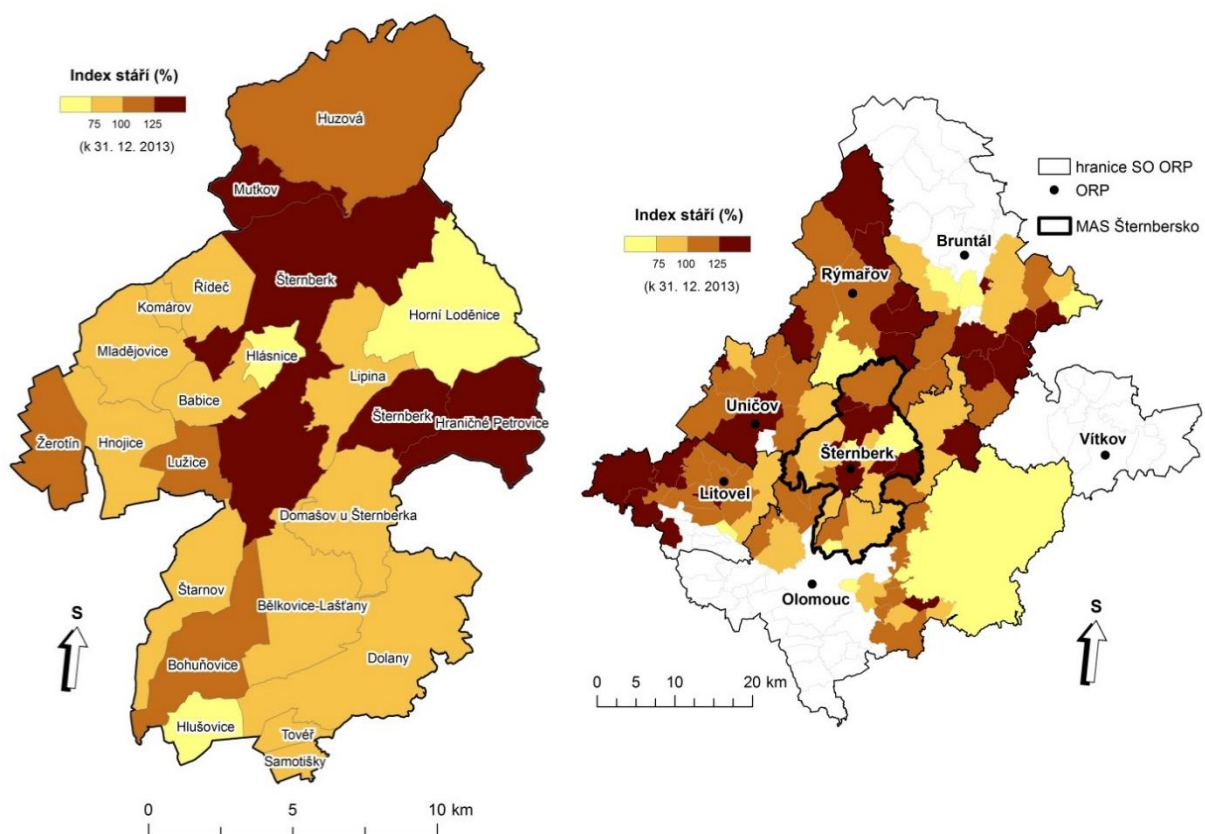 Index stáří (%)
75 100 125
(k 31. 12. 2013)
Huzová
Mutkov
Šternberk
Řídeč
Komárov
Horní Loděnice
Mladějovice
Hlásnice
Lipina
Babice
Šternberk
Hraničné Petrovice
Žerotín
Hnojice
Lužice
Domašov u Šternberka
Štarnov
Bělkovice-Lašťany
S
Dolany
Bohuňovice
Hlušovice
Tovéř
Samotišky
0 5 10 km
hranice SO ORP
ORP
MAS Šternbersko
Index stáří (%)
75 100 125
(k 31. 12. 2013)
Bruntál
Rýmařov
Uničov
Vítkov
Šternberk
Litovel
Olomouc
S
0 5 10 20 km